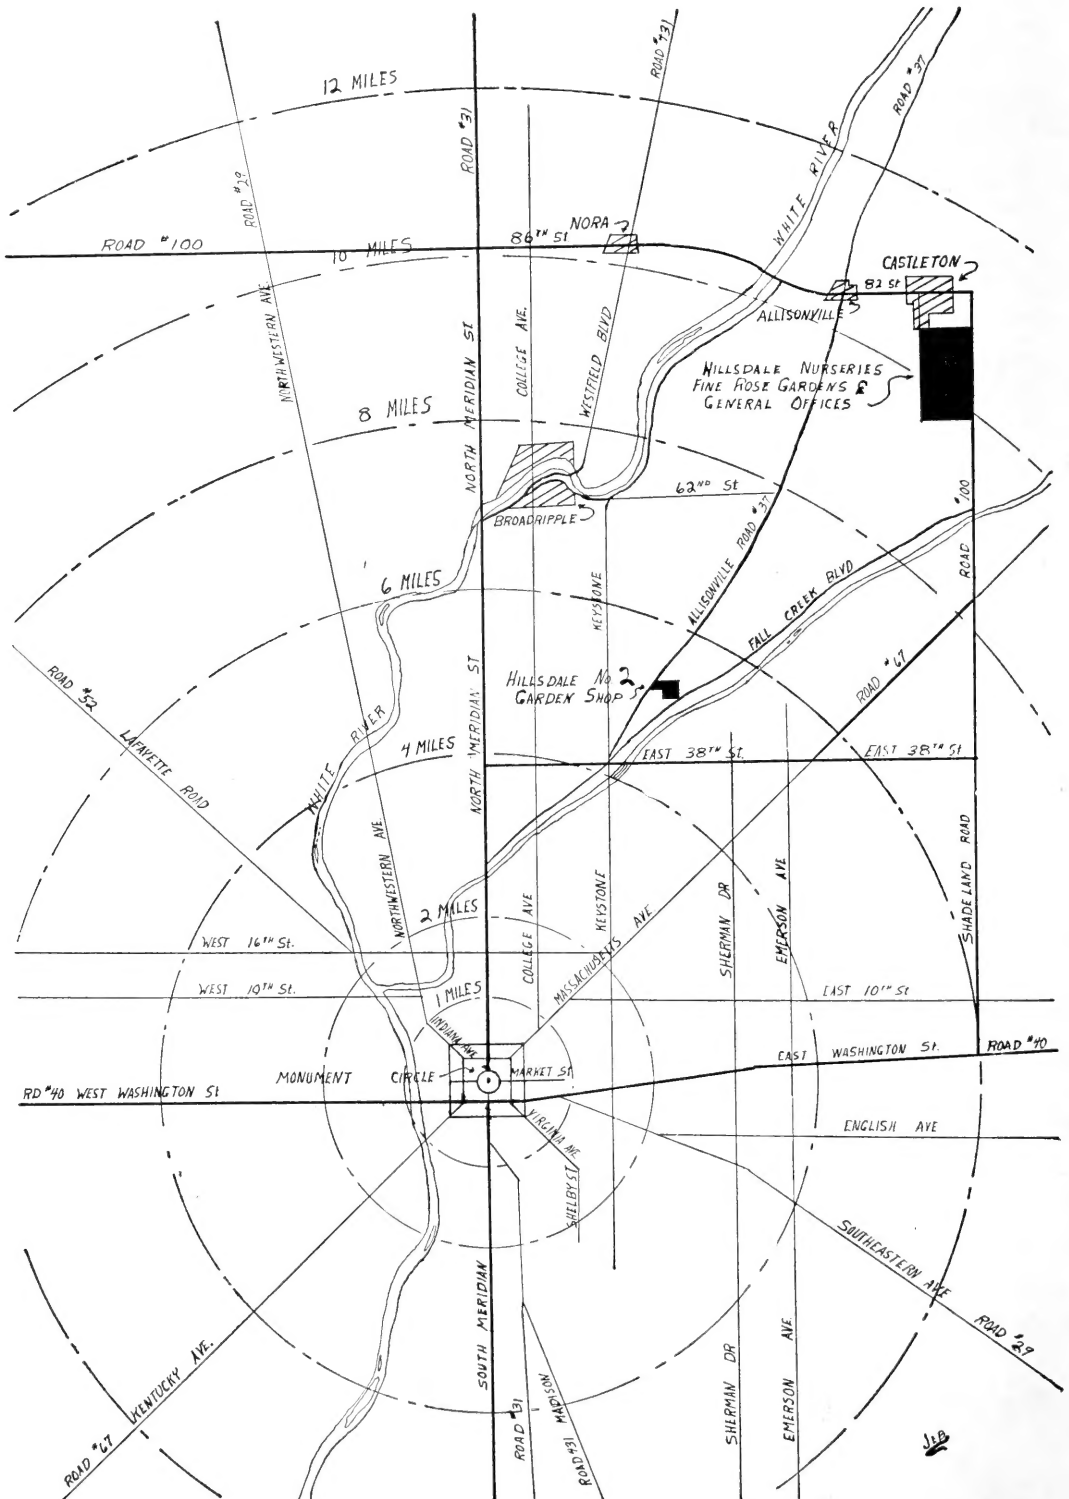 12 MILES
ROAD #431
ROAD #37
ROAD #31
ROAD #29
WHITE RIVER
NORA
ROAD #100
10 MILES
86TH St
CASTLETON
82 St
ALLISONVILLE
NORTHWESTERN AVE
NORTH MERIDIAN ST
COLLEGE AVE.
WESTFIELD BLVD
HILLSDALE NURSERIES
FINE ROSE GARDENS &
GENERAL OFFICES
8 MILES
62ND St
BROADRIPPLE
ROAD #100
ALLISONVILLE ROAD #37
6 MILES
KEYSTONE
FALL CREEK BLVD
ROAD #52
HILLSDALE No 2
GARDEN SHOP
ROAD #67
LAFAYETTE ROAD
WHITE RIVER
4 MILES
NORTH MERIDIAN ST
EAST 38TH St.
EAST 38TH St
NORTHWESTERN AVE
SHADELAND ROAD
2 MILES
COLLEGE AVE
KEYSTONE
MASSACHUSETTS AVE
SHERMAN DR
EMERSON AVE
WEST 16TH St.
WEST 10TH St.
1 MILES
EAST 10TH St
INDIANA AVE
EAST WASHINGTON St.
ROAD #40
MONUMENT CIRCLE
MARKET St
RD #40 WEST WASHINGTON St
VIRGINIA AVE
ENGLISH AVE
SHELBY ST
SOUTHEASTERN AVE
ROAD #29
SOUTH MERIDIAN
KENTUCKY AVE.
ROAD #67
ROAD #31
ROAD #431 MADISON
SHERMAN DR
EMERSON AVE
JEB